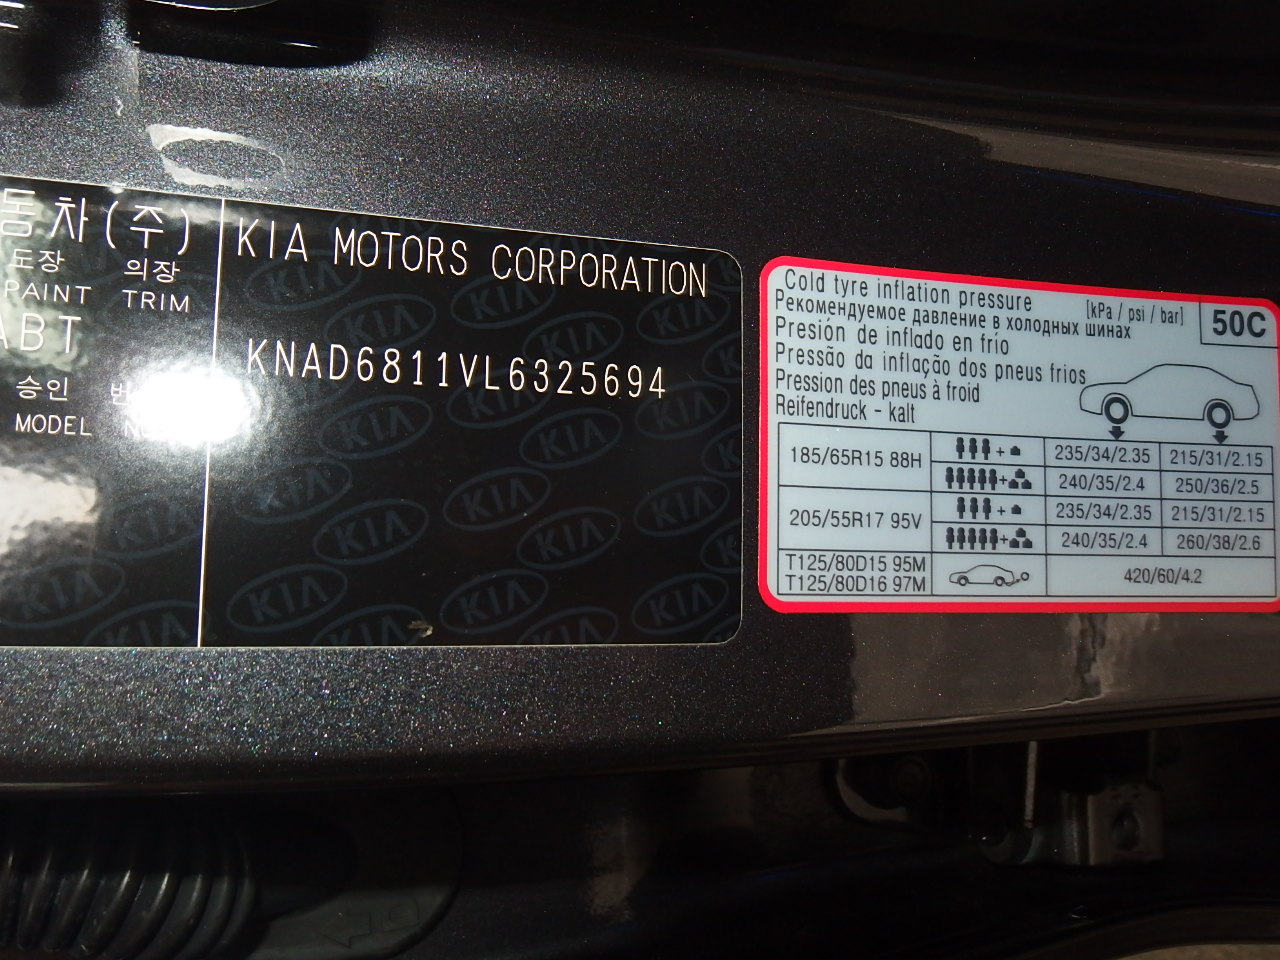 동차(주)
도장 의장
PAINT TRIM
ABT
승인 번
MODEL
KIA MOTORS CORPORATION
KNAD6811VL6325694
KIA
Cold tyre inflation pressure
Рекомендуемое давление в холодных шинах
Presión de inflado en frio
Pressão da inflação dos pneus frios
Pression des pneus à froid
Reifendruck - kalt
[kPa / psi / bar]
50C
185/65R15 88H + 235/34/2.35 215/31/2.15
+ 240/35/2.4 250/36/2.5
205/55R17 95V + 235/34/2.35 215/31/2.15
+ 240/35/2.4 260/38/2.6
T125/80D15 95M
T125/80D16 97M
420/60/4.2